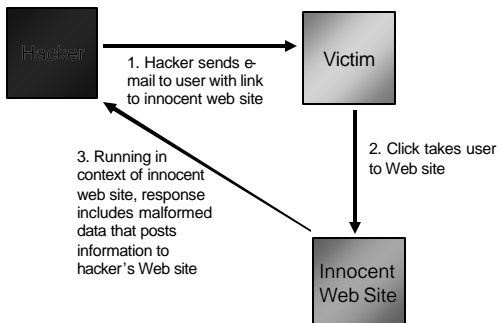 Hacker
1. Hacker sends e-
mail to user with link
to innocent web site
Victim
2. Click takes user
to Web site
3. Running in
context of innocent
web site, response
includes malformed
data that posts
information to
hacker's Web site
Innocent
Web Site